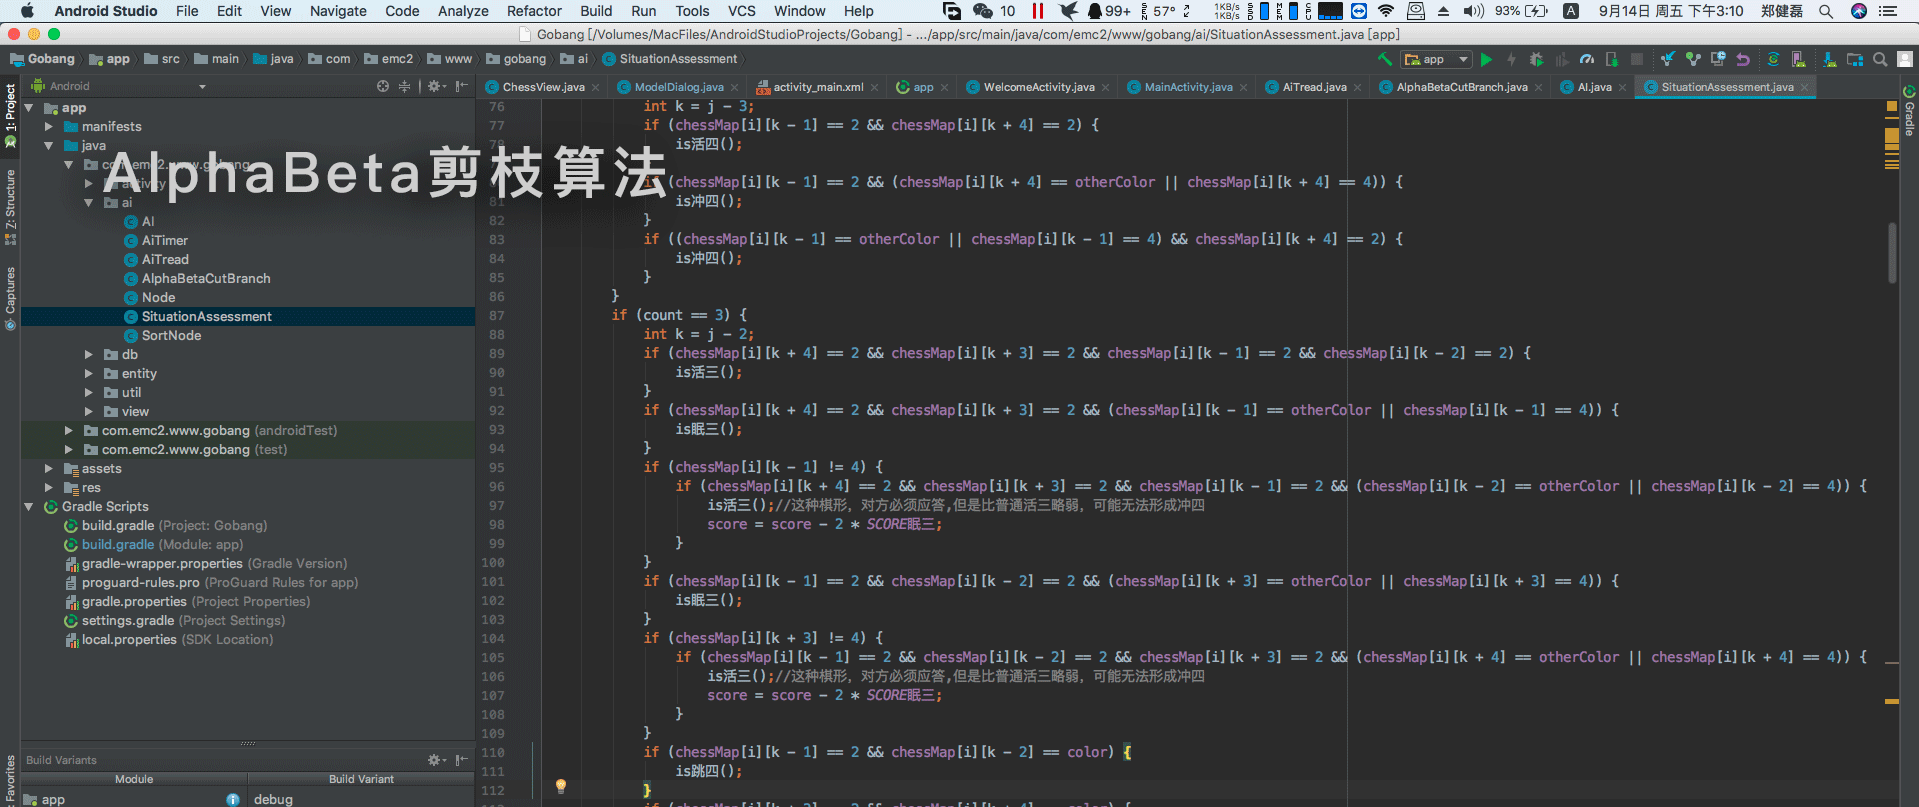 Android Studio File Edit View Navigate Code Analyze Refactor Build Run Tools VCS Window Help 10 99+ 57° 1KB/s 1KB/s 93% A 9月14日 周五 下午3:10 郑健磊
Gobang [/Volumes/MacFiles/AndroidStudioProjects/Gobang] - .../app/src/main/java/com/emc2/www/gobang/ai/SituationAssessment.java [app]
Gobang app src main java com emc2 www gobang ai SituationAssessment app
Android
ChessView.java ModelDialog.java activity_main.xml app WelcomeActivity.java MainActivity.java AiTread.java AlphaBetaCutBranch.java AI.java SituationAssessment.java
1: Project
Z: Structure
Captures
Favorites
Gradle
app
manifests
java
com.emc2.www.gobang
activity
AlphaBeta剪枝算法
ai
AI
AiTimer
AiTread
AlphaBetaCutBranch
Node
SituationAssessment
SortNode
db
entity
util
view
com.emc2.www.gobang (androidTest)
com.emc2.www.gobang (test)
assets
res
Gradle Scripts
build.gradle (Project: Gobang)
build.gradle (Module: app)
gradle-wrapper.properties (Gradle Version)
proguard-rules.pro (ProGuard Rules for app)
gradle.properties (Project Properties)
settings.gradle (Project Settings)
local.properties (SDK Location)
Build Variants
Module Build Variant
app debug
76 int k = j - 3;
77 if (chessMap[i][k - 1] == 2 && chessMap[i][k + 4] == 2) {
is活四();
if (chessMap[i][k - 1] == 2 && (chessMap[i][k + 4] == otherColor || chessMap[i][k + 4] == 4)) {
81 is冲四();
82 }
83 if ((chessMap[i][k - 1] == otherColor || chessMap[i][k - 1] == 4) && chessMap[i][k + 4] == 2) {
84 is冲四();
85 }
86 }
87 if (count == 3) {
88 int k = j - 2;
89 if (chessMap[i][k + 4] == 2 && chessMap[i][k + 3] == 2 && chessMap[i][k - 1] == 2 && chessMap[i][k - 2] == 2) {
90 is活三();
91 }
92 if (chessMap[i][k + 4] == 2 && chessMap[i][k + 3] == 2 && (chessMap[i][k - 1] == otherColor || chessMap[i][k - 1] == 4)) {
93 is眠三();
94 }
95 if (chessMap[i][k - 1] != 4) {
96 if (chessMap[i][k + 4] == 2 && chessMap[i][k + 3] == 2 && chessMap[i][k - 1] == 2 && (chessMap[i][k - 2] == otherColor || chessMap[i][k - 2] == 4)) {
97 is活三();//这种棋形，对方必须应答,但是比普通活三略弱，可能无法形成冲四
98 score = score - 2 * SCORE眠三;
99 }
100 }
101 if (chessMap[i][k - 1] == 2 && chessMap[i][k - 2] == 2 && (chessMap[i][k + 3] == otherColor || chessMap[i][k + 3] == 4)) {
102 is眠三();
103 }
104 if (chessMap[i][k + 3] != 4) {
105 if (chessMap[i][k - 1] == 2 && chessMap[i][k - 2] == 2 && chessMap[i][k + 3] == 2 && (chessMap[i][k + 4] == otherColor || chessMap[i][k + 4] == 4)) {
106 is活三();//这种棋形，对方必须应答,但是比普通活三略弱，可能无法形成冲四
107 score = score - 2 * SCORE眠三;
108 }
109 }
110 if (chessMap[i][k - 1] == 2 && chessMap[i][k - 2] == color) {
111 is跳四();
112 }